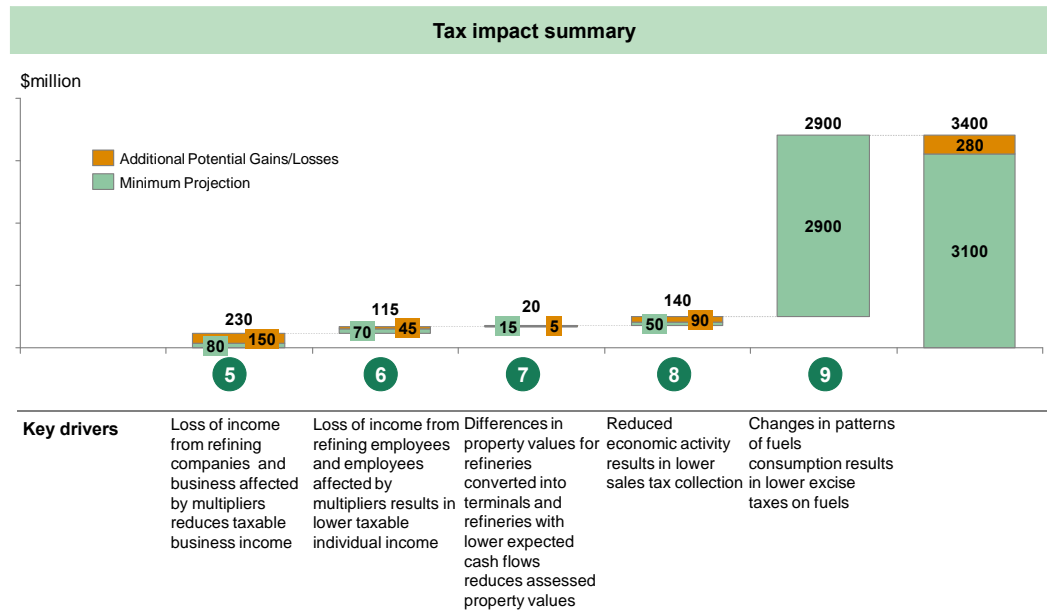 Tax impact summary
$million
Additional Potential Gains/Losses
Minimum Projection
230
150
80
115
70
45
20
15
5
140
50
90
2900
2900
3400
280
3100
5
6
7
8
9
Key drivers
Loss of income
from refining
companies and
business affected
by multipliers
reduces taxable
business income
Loss of income from
refining employees
and employees
affected by
multipliers results in
lower taxable
individual income
Differences in
property values for
refineries
converted into
terminals and
refineries with
lower expected
cash flows
reduces assessed
property values
Reduced
economic activity
results in lower
sales tax collection
Changes in patterns
of fuels
consumption results
in lower excise
taxes on fuels